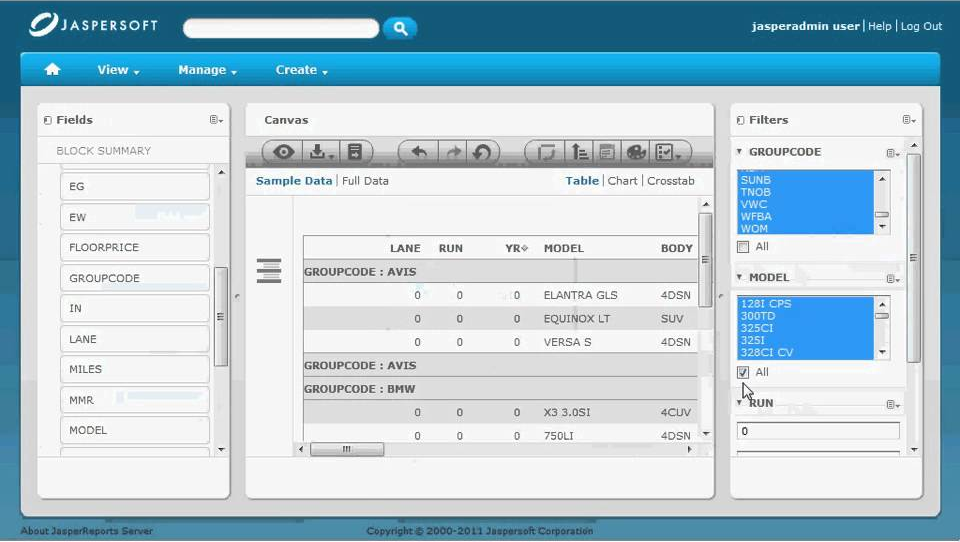 JASPERSOFT
jasperadmin user | Help | Log Out
View Manage Create
Fields
BLOCK SUMMARY
EG
EW
FLOORPRICE
GROUPCODE
IN
LANE
MILES
MMR
MODEL
Canvas
Sample Data | Full Data
Table | Chart | Crosstab
LANE RUN YR MODEL BODY
GROUPCODE : AVIS
0 0 0 ELANTRA GLS 4DSN
0 0 0 EQUINOX LT SUV
0 0 0 VERSA S 4DSN
GROUPCODE : AVIS
GROUPCODE : BMW
0 0 0 X3 3.0SI 4CUV
0 0 0 750LI 4DSN
Filters
GROUPCODE
SUNB
TNOB
VWC
WFBA
WOM
All
MODEL
128I CPS
300TD
325CI
32SI
328CI CV
All
RUN
0
About JasperReports Server
Copyright © 2000-2011 Jaspersoft Corporation